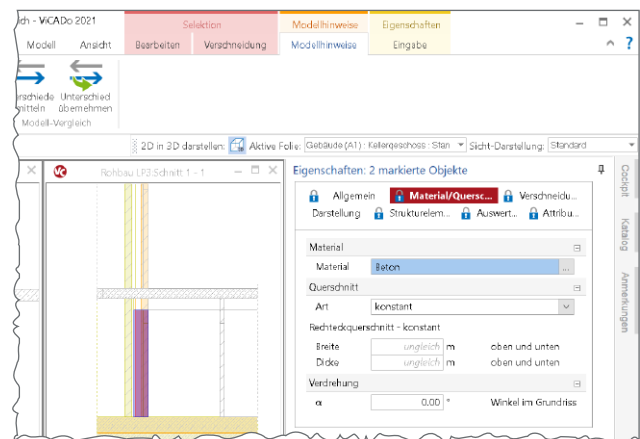 ich - ViCADo 2021
Selektion
Modellhinweise
Eigenschaften
Modell
Ansicht
Bearbeiten
Verschneidung
Modellhinweise
Eingabe
?
Unterschied
übernehmen
Modell-Vergleich
2D in 3D darstellen:
Aktive Folie: Gebäude (A1) : Kellergeschoss : Stan
Sicht-Darstellung: Standard
Rohbau LP3:Schnitt 1 - 1
Eigenschaften: 2 markierte Objekte
Allgemein
Material/Quersc...
Verschneidu...
Darstellung
Strukturelem...
Auswert...
Attribu...
Material
Material Beton ...
Querschnitt
Art konstant
Rechteckquerschnitt - konstant
Breite ungleich m oben und unten
Dicke ungleich m oben und unten
Verdrehung
α 0.00 ° Winkel im Grundriss
Cockpit
Katalog
Anmerkungen